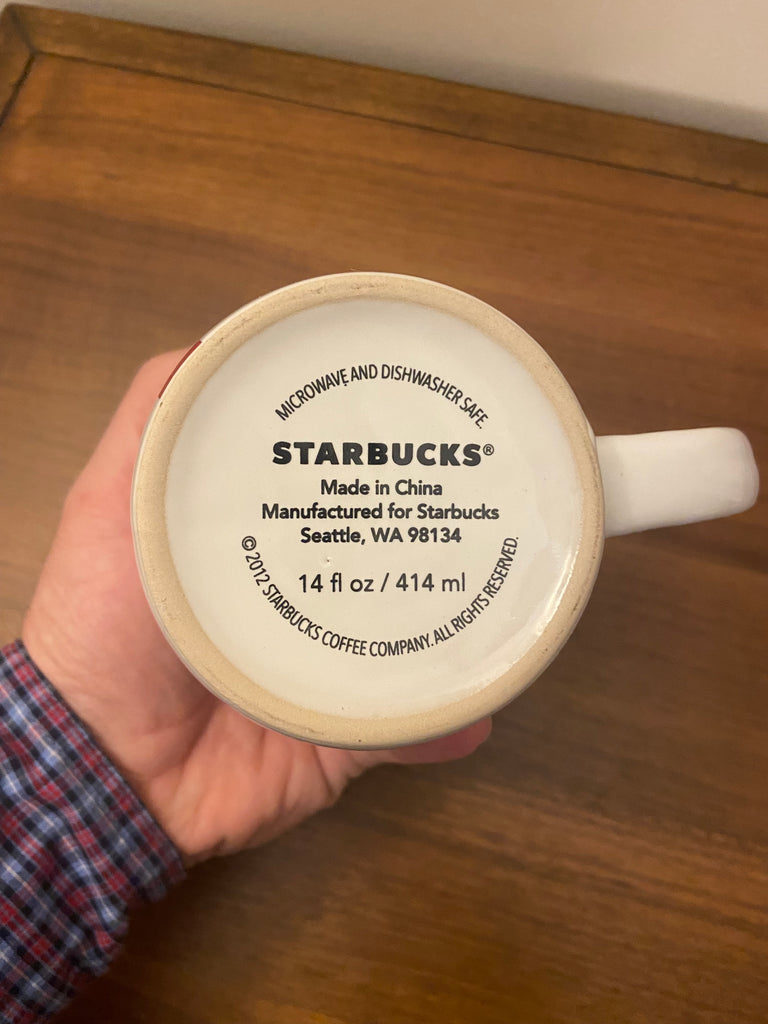 MICROWAVE AND DISHWASHER SAFE.
STARBUCKS®
Made in China
Manufactured for Starbucks
Seattle, WA 98134
14 fl oz / 414 ml
© 2012 STARBUCKS COFFEE COMPANY. ALL RIGHTS RESERVED.